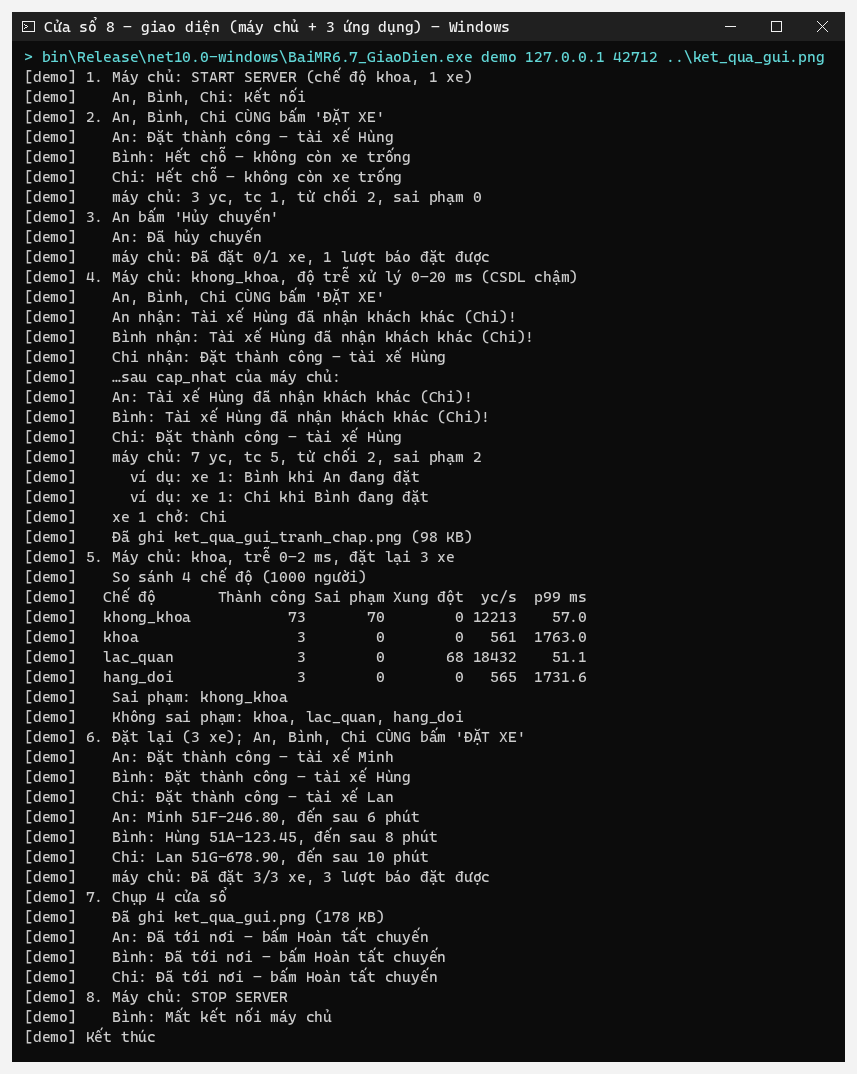 Cửa sổ 8 — giao diện (máy chủ + 3 ứng dụng) — Windows
> bin\Release\net10.0-windows\BaiMR6.7_GiaoDien.exe demo 127.0.0.1 42712 ..\ket_qua_gui.png
[demo] 1. Máy chủ: START SERVER (chế độ khoa, 1 xe)
[demo]    An, Bình, Chi: Kết nối
[demo] 2. An, Bình, Chi CÙNG bấm 'ĐẶT XE'
[demo]    An: Đặt thành công — tài xế Hùng
[demo]    Bình: Hết chỗ — không còn xe trống
[demo]    Chi: Hết chỗ — không còn xe trống
[demo]    máy chủ: 3 yc, tc 1, từ chối 2, sai phạm 0
[demo] 3. An bấm 'Hủy chuyến'
[demo]    An: Đã hủy chuyến
[demo]    máy chủ: Đã đặt 0/1 xe, 1 lượt báo đặt được
[demo] 4. Máy chủ: khong_khoa, độ trễ xử lý 0–20 ms (CSDL chậm)
[demo]    An, Bình, Chi CÙNG bấm 'ĐẶT XE'
[demo]    An nhận: Tài xế Hùng đã nhận khách khác (Chi)!
[demo]    Bình nhận: Tài xế Hùng đã nhận khách khác (Chi)!
[demo]    Chi nhận: Đặt thành công — tài xế Hùng
[demo]    …sau cap_nhat của máy chủ:
[demo]    An: Tài xế Hùng đã nhận khách khác (Chi)!
[demo]    Bình: Tài xế Hùng đã nhận khách khác (Chi)!
[demo]    Chi: Đặt thành công — tài xế Hùng
[demo]    máy chủ: 7 yc, tc 5, từ chối 2, sai phạm 2
[demo]      ví dụ: xe 1: Bình khi An đang đặt
[demo]      ví dụ: xe 1: Chi khi Bình đang đặt
[demo]    xe 1 chở: Chi
[demo]    Đã ghi ket_qua_gui_tranh_chap.png (98 KB)
[demo] 5. Máy chủ: khoa, trễ 0–2 ms, đặt lại 3 xe
[demo]    So sánh 4 chế độ (1000 người)
[demo]   Chế độ       Thành công Sai phạm Xung đột  yc/s  p99 ms
[demo]   khong_khoa           73       70        0 12213    57.0
[demo]   khoa                  3        0        0   561  1763.0
[demo]   lac_quan              3        0       68 18432    51.1
[demo]   hang_doi              3        0        0   565  1731.6
[demo]    Sai phạm: khong_khoa
[demo]    Không sai phạm: khoa, lac_quan, hang_doi
[demo] 6. Đặt lại (3 xe); An, Bình, Chi CÙNG bấm 'ĐẶT XE'
[demo]    An: Đặt thành công — tài xế Minh
[demo]    Bình: Đặt thành công — tài xế Hùng
[demo]    Chi: Đặt thành công — tài xế Lan
[demo]    An: Minh 51F-246.80, đến sau 6 phút
[demo]    Bình: Hùng 51A-123.45, đến sau 8 phút
[demo]    Chi: Lan 51G-678.90, đến sau 10 phút
[demo]    máy chủ: Đã đặt 3/3 xe, 3 lượt báo đặt được
[demo] 7. Chụp 4 cửa sổ
[demo]    Đã ghi ket_qua_gui.png (178 KB)
[demo]    An: Đã tới nơi — bấm Hoàn tất chuyến
[demo]    Bình: Đã tới nơi — bấm Hoàn tất chuyến
[demo]    Chi: Đã tới nơi — bấm Hoàn tất chuyến
[demo] 8. Máy chủ: STOP SERVER
[demo]    Bình: Mất kết nối máy chủ
[demo] Kết thúc